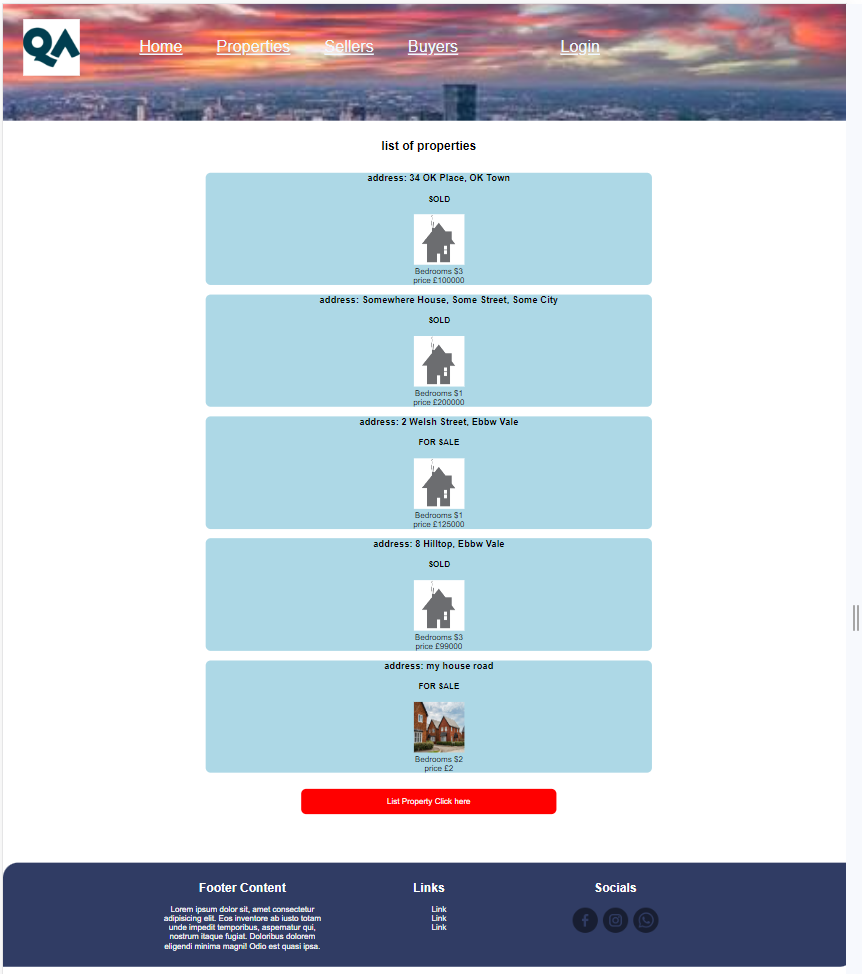 QA
Home Properties Sellers Buyers Login
list of properties
address: 34 OK Place, OK Town
SOLD
Bedrooms $3
price £100000
address: Somewhere House, Some Street, Some City
SOLD
Bedrooms $1
price £200000
address: 2 Welsh Street, Ebbw Vale
FOR SALE
Bedrooms $1
price £125000
address: 8 Hilltop, Ebbw Vale
SOLD
Bedrooms $3
price £99000
address: my house road
FOR SALE
Bedrooms $2
price £2
List Property Click here
Footer Content
Lorem ipsum dolor sit, amet consectetur
adipisicing elit. Eos inventore ab iusto totam
unde impedit temporibus, aspernatur qui,
nostrum itaque fugiat. Doloribus dolorem
eligendi minima magni! Odio est quasi ipsa.
Links
Link
Link
Link
Socials